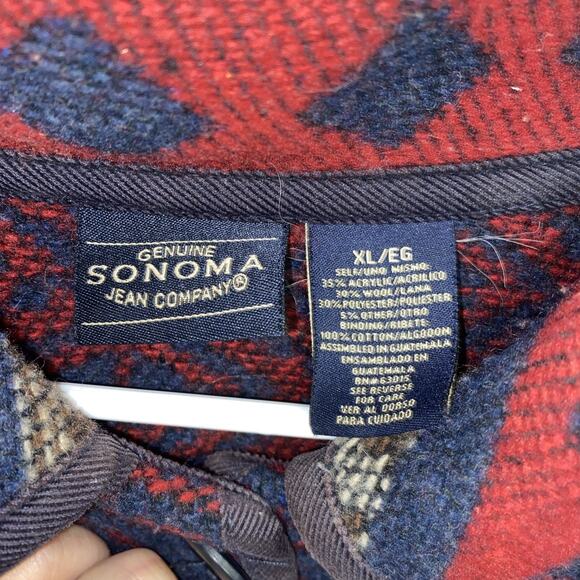 GENUINE
SONOMA
JEAN COMPANY®
XL/EG
SELF/UNO MISMO:
35% ACRYLIC/ACRILICO
30% WOOL/LANA
30% POLYESTER/POLIESTER
5% OTHER/OTRO
BINDING/RIBETE:
100% COTTON/ALGODON
ASSEMBLED IN GUATEMALA
ENSAMBLADO EN
GUATEMALA
RN# 63015
SEE REVERSE
FOR CARE
VER AL DORSO
PARA CUIDADO